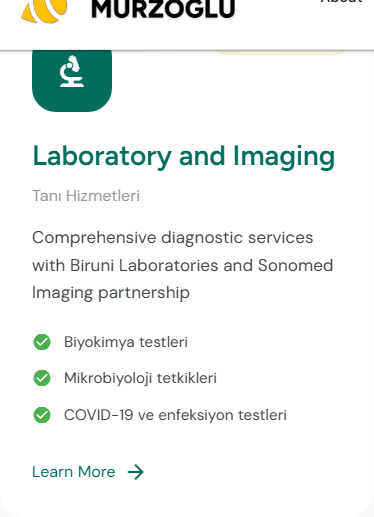 MURZOĞLU
About
Laboratory and Imaging
Tanı Hizmetleri
Comprehensive diagnostic services
with Biruni Laboratories and Sonomed
Imaging partnership
Biyokimya testleri
Mikrobiyoloji tetkikleri
COVID-19 ve enfeksiyon testleri
Learn More